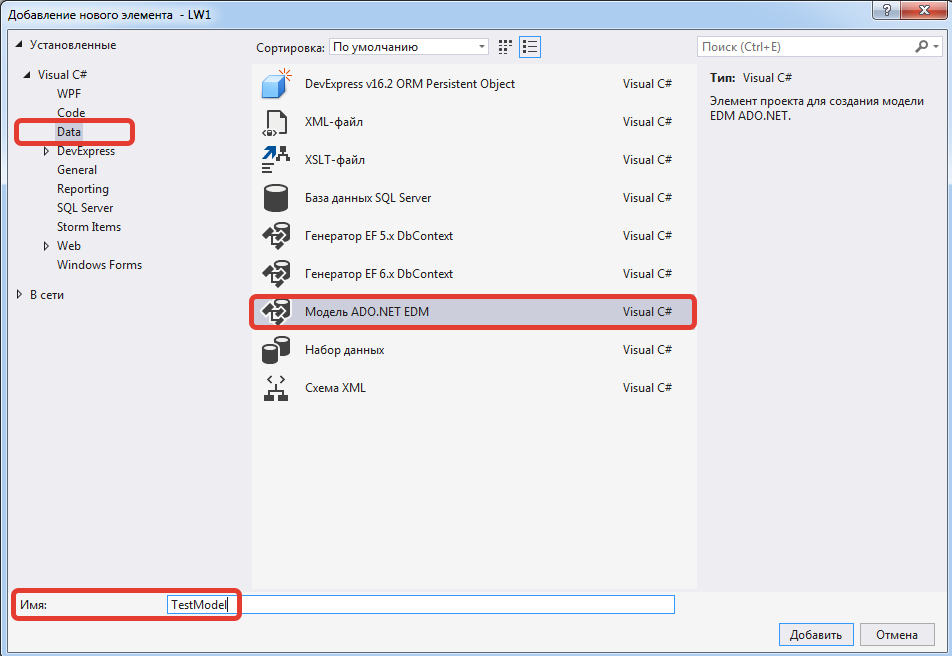 Добавление нового элемента - LW1
Установленные
Visual C#
WPF
Code
Data
DevExpress
General
Reporting
SQL Server
Storm Items
Web
Windows Forms
В сети
Сортировка: По умолчанию
DevExpress v16.2 ORM Persistent Object Visual C#
XML-файл Visual C#
XSLT-файл Visual C#
База данных SQL Server Visual C#
Генератор EF 5.x DbContext Visual C#
Генератор EF 6.x DbContext Visual C#
Модель ADO.NET EDM Visual C#
Набор данных Visual C#
Схема XML Visual C#
Поиск (Ctrl+E)
Тип: Visual C#
Элемент проекта для создания модели
EDM ADO.NET.
Имя: TestModel
Добавить Отмена